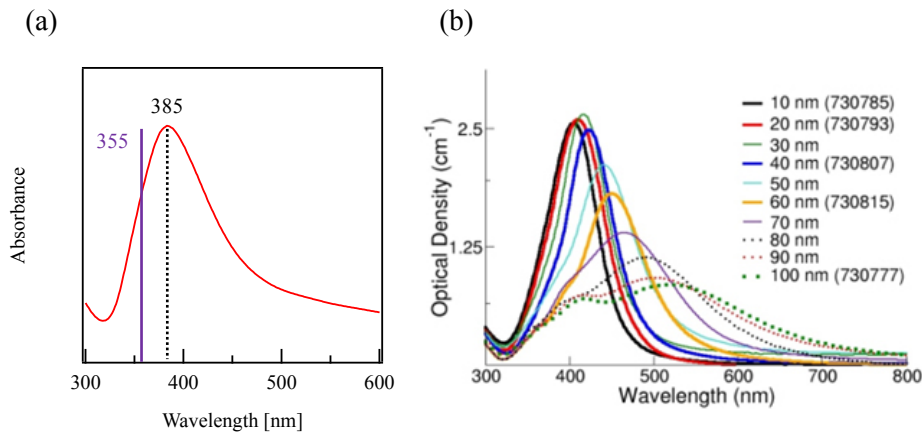 (a)
385
355
Absorbance
300
400
500
600
Wavelength [nm]
(b)
2.5
1.25
Optical Density (cm⁻¹)
10 nm (730785)
20 nm (730793)
30 nm
40 nm (730807)
50 nm
60 nm (730815)
70 nm
80 nm
90 nm
100 nm (730777)
300
400
500
600
700
800
Wavelength (nm)